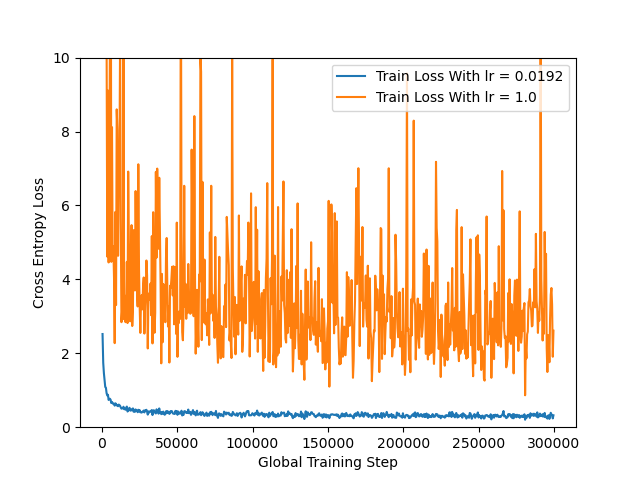 10
8
6
4
2
0
Cross Entropy Loss
Train Loss With lr = 0.0192
Train Loss With lr = 1.0
0 50000 100000 150000 200000 250000 300000
Global Training Step